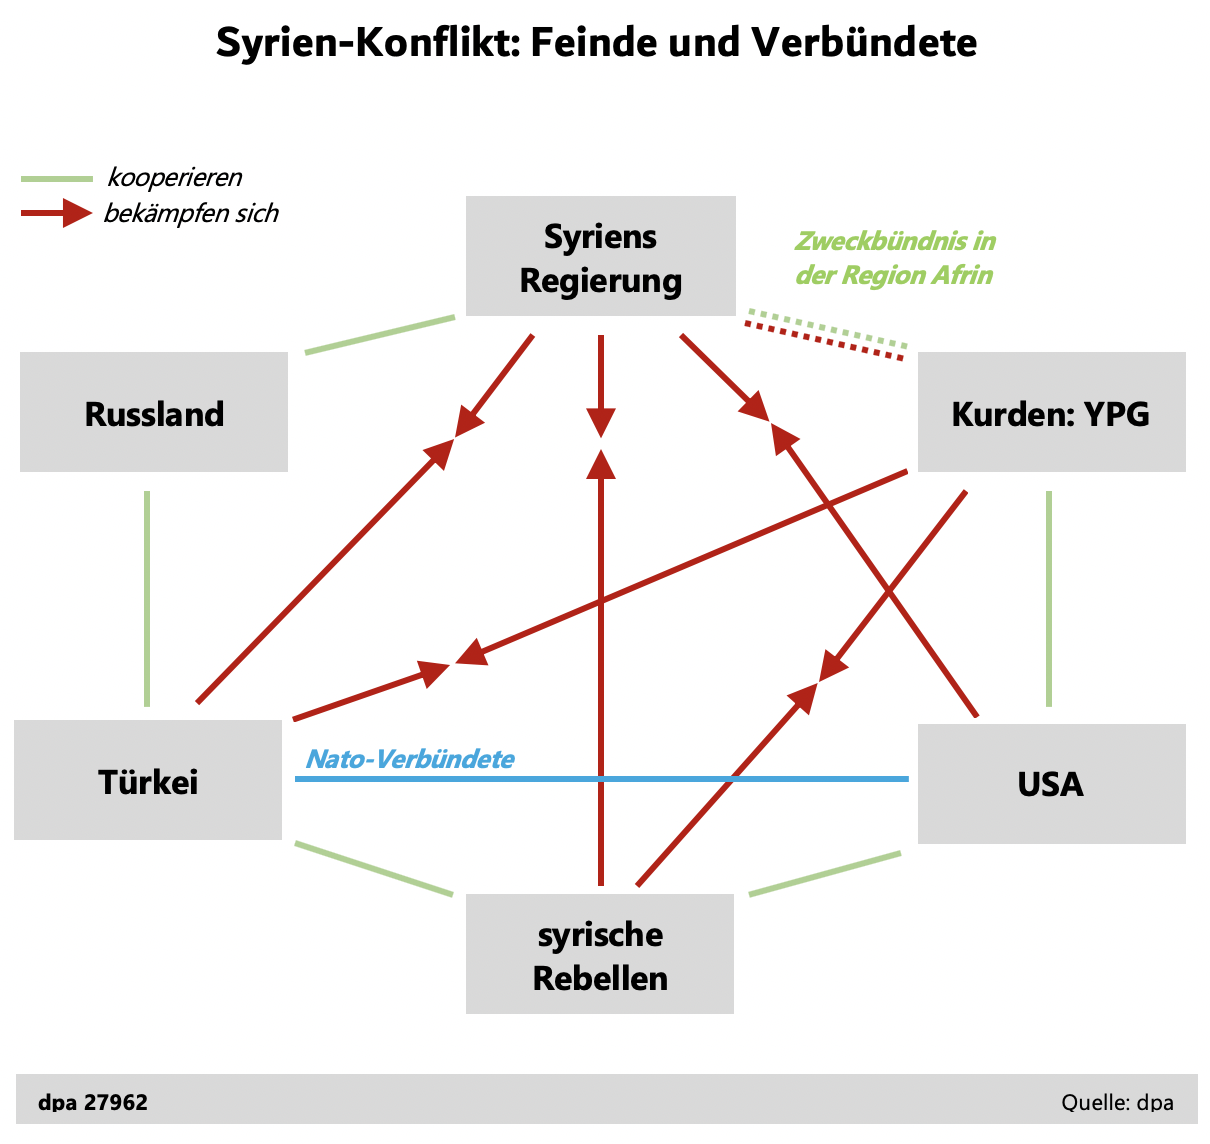 Syrien-Konflikt: Feinde und Verbündete
kooperieren
bekämpfen sich
Syriens
Regierung
Zweckbündnis in
der Region Afrin
Russland
Kurden: YPG
Nato-Verbündete
Türkei
USA
syrische
Rebellen
dpa 27962
Quelle: dpa